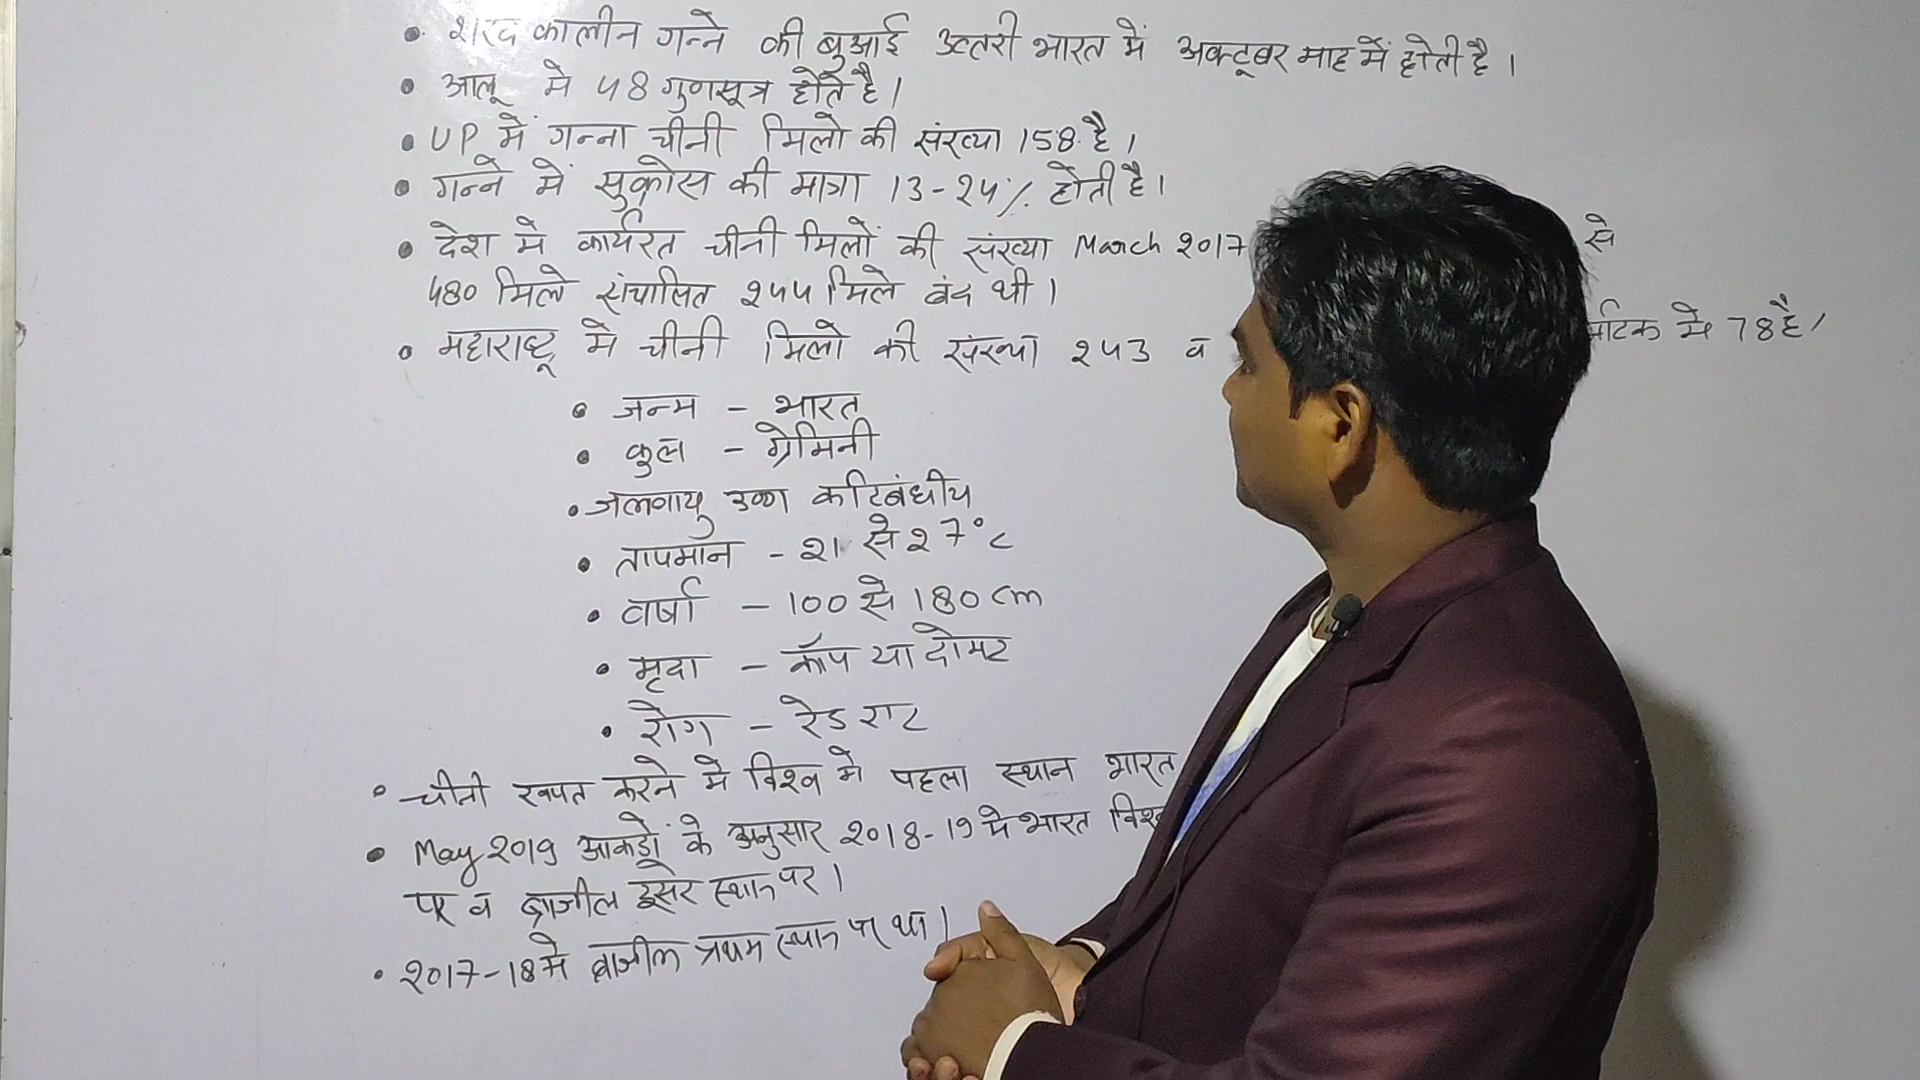 • शरद कालीन गन्ने की बुआई उत्तरी भारत में अक्टूबर माह में होती है।
• आलू मे 48 गुणसूत्र होते है।
• UP में गन्ना चीनी मिलो की संख्या 158 है।
• गन्ने में सुक्रोस की मात्रा 13-24% होती है।
• देश मे कार्यरत चीनी मिलों की संख्या March 2017 से
480 मिले संचालित 244 मिले बंद थी।
• महाराष्ट्र मे चीनी मिलो की संख्या 243 व र्नाटक मे 78 है।
• जन्म - भारत
• कुल - ग्रेमिनी
• जलवायु उष्ण कटिबंधीय
• तापमान - 21 से 27°c
• वर्षा - 100 से 180 cm
• मृदा - कॉप या दोमट
• रोग - रेड राट
• चीनी खपत करने मे विश्व मे पहला स्थान भारत
• May 2019 आकडों के अनुसार 2018-19 मे भारत विश्व
पर व ब्राजील दूसरे स्थान पर।
• 2017-18 मे ब्राजील प्रथम स्थान पर था।